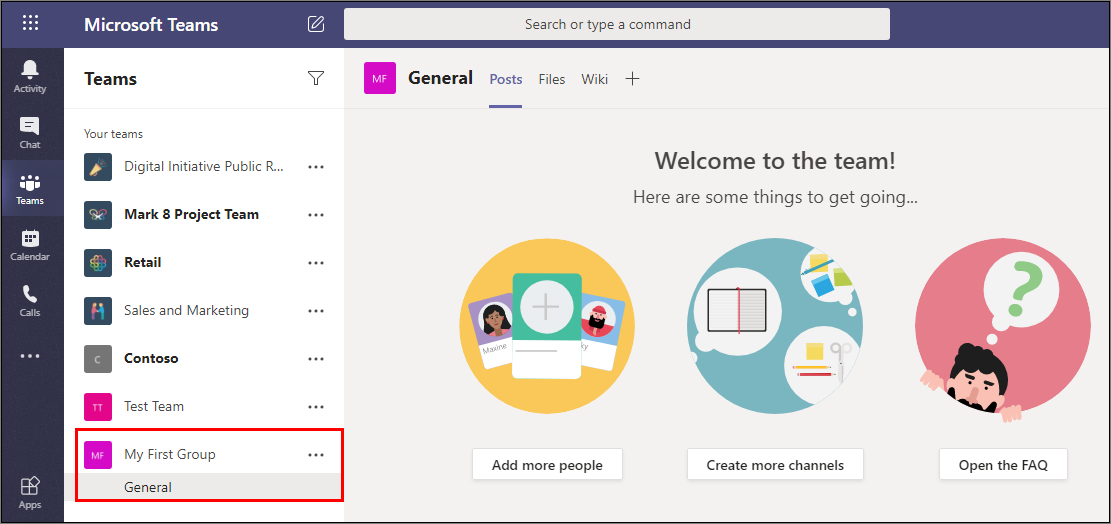 Microsoft Teams
Search or type a command
Activity
Chat
Teams
Calendar
Calls
Apps
Teams
Your teams
Digital Initiative Public R...
Mark 8 Project Team
Retail
Sales and Marketing
C
Contoso
TT
Test Team
MF
My First Group
General
MF
General
Posts
Files
Wiki
Welcome to the team!
Here are some things to get going...
Maxine
ky
Add more people
Create more channels
Open the FAQ